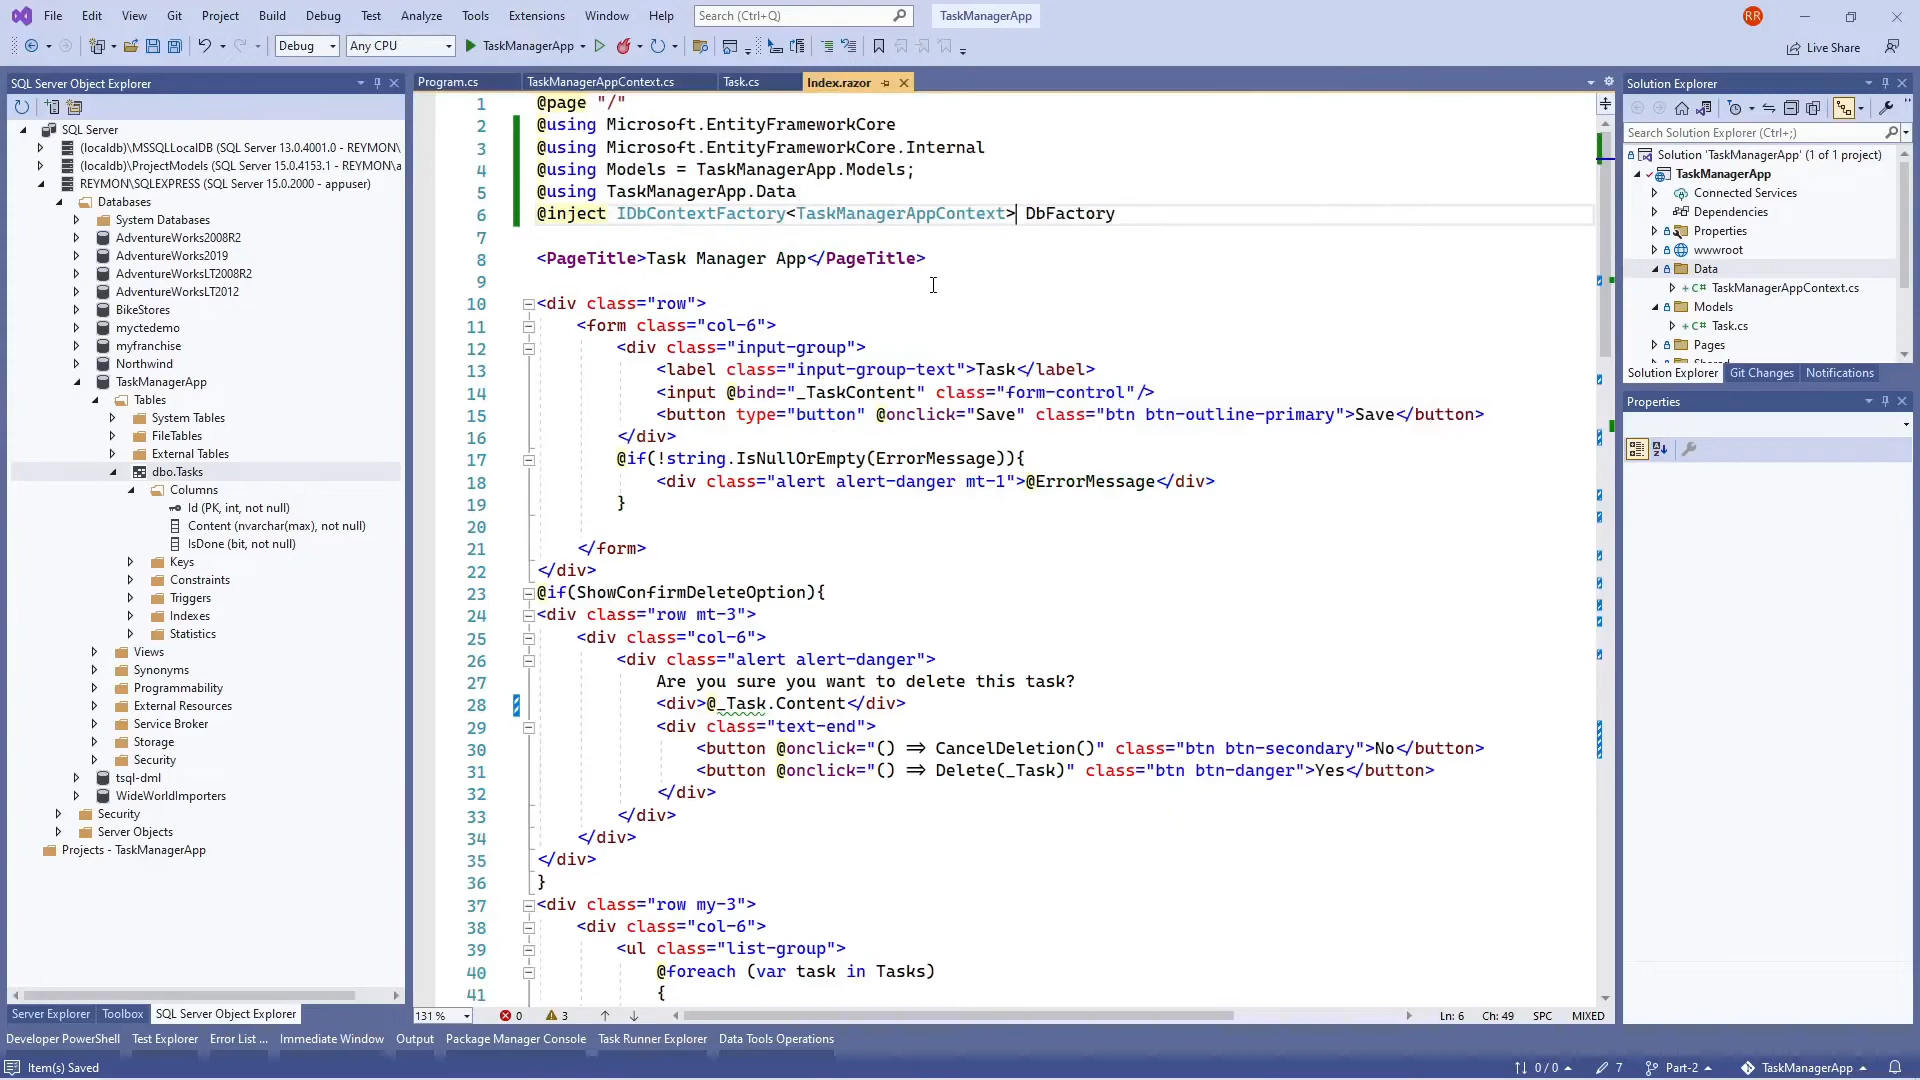 File Edit View Git Project Build Debug Test Analyze Tools Extensions Window Help Search (Ctrl+Q) TaskManagerApp RR
Debug Any CPU TaskManagerApp Live Share
SQL Server Object Explorer
SQL Server
(localdb)\MSSQLLocalDB (SQL Server 13.0.4001.0 - REYMON\
(localdb)\ProjectModels (SQL Server 15.0.4153.1 - REYMON\a
REYMON\SQLEXPRESS (SQL Server 15.0.2000 - appuser)
Databases
System Databases
AdventureWorks2008R2
AdventureWorks2019
AdventureWorksLT2008R2
AdventureWorksLT2012
BikeStores
myctedemo
myfranchise
Northwind
TaskManagerApp
Tables
System Tables
FileTables
External Tables
dbo.Tasks
Columns
Id (PK, int, not null)
Content (nvarchar(max), not null)
IsDone (bit, not null)
Keys
Constraints
Triggers
Indexes
Statistics
Views
Synonyms
Programmability
External Resources
Service Broker
Storage
Security
tsql-dml
WideWorldImporters
Security
Server Objects
Projects - TaskManagerApp
Server Explorer Toolbox SQL Server Object Explorer
Program.cs TaskManagerAppContext.cs Task.cs Index.razor
1 @page "/"
2 @using Microsoft.EntityFrameworkCore
3 @using Microsoft.EntityFrameworkCore.Internal
4 @using Models = TaskManagerApp.Models;
5 @using TaskManagerApp.Data
6 @inject IDbContextFactory<TaskManagerAppContext> DbFactory
7
8 <PageTitle>Task Manager App</PageTitle>
9
10 <div class="row">
11 <form class="col-6">
12 <div class="input-group">
13 <label class="input-group-text">Task</label>
14 <input @bind="_TaskContent" class="form-control"/>
15 <button type="button" @onclick="Save" class="btn btn-outline-primary">Save</button>
16 </div>
17 @if(!string.IsNullOrEmpty(ErrorMessage)){
18 <div class="alert alert-danger mt-1">@ErrorMessage</div>
19 }
20
21 </form>
22 </div>
23 @if(ShowConfirmDeleteOption){
24 <div class="row mt-3">
25 <div class="col-6">
26 <div class="alert alert-danger">
27 Are you sure you want to delete this task?
28 <div>@_Task.Content</div>
29 <div class="text-end">
30 <button @onclick="() => CancelDeletion()" class="btn btn-secondary">No</button>
31 <button @onclick="() => Delete(_Task)" class="btn btn-danger">Yes</button>
32 </div>
33 </div>
34 </div>
35 </div>
36 }
37 <div class="row my-3">
38 <div class="col-6">
39 <ul class="list-group">
40 @foreach (var task in Tasks)
41 {
131 % 0 3 Ln: 6 Ch: 49 SPC MIXED
Solution Explorer
Search Solution Explorer (Ctrl+;)
Solution 'TaskManagerApp' (1 of 1 project)
TaskManagerApp
Connected Services
Dependencies
Properties
wwwroot
Data
C# TaskManagerAppContext.cs
Models
C# Task.cs
Pages
Solution Explorer Git Changes Notifications
Properties
Developer PowerShell Test Explorer Error List ... Immediate Window Output Package Manager Console Task Runner Explorer Data Tools Operations
Item(s) Saved 0 / 0 7 Part-2 TaskManagerApp